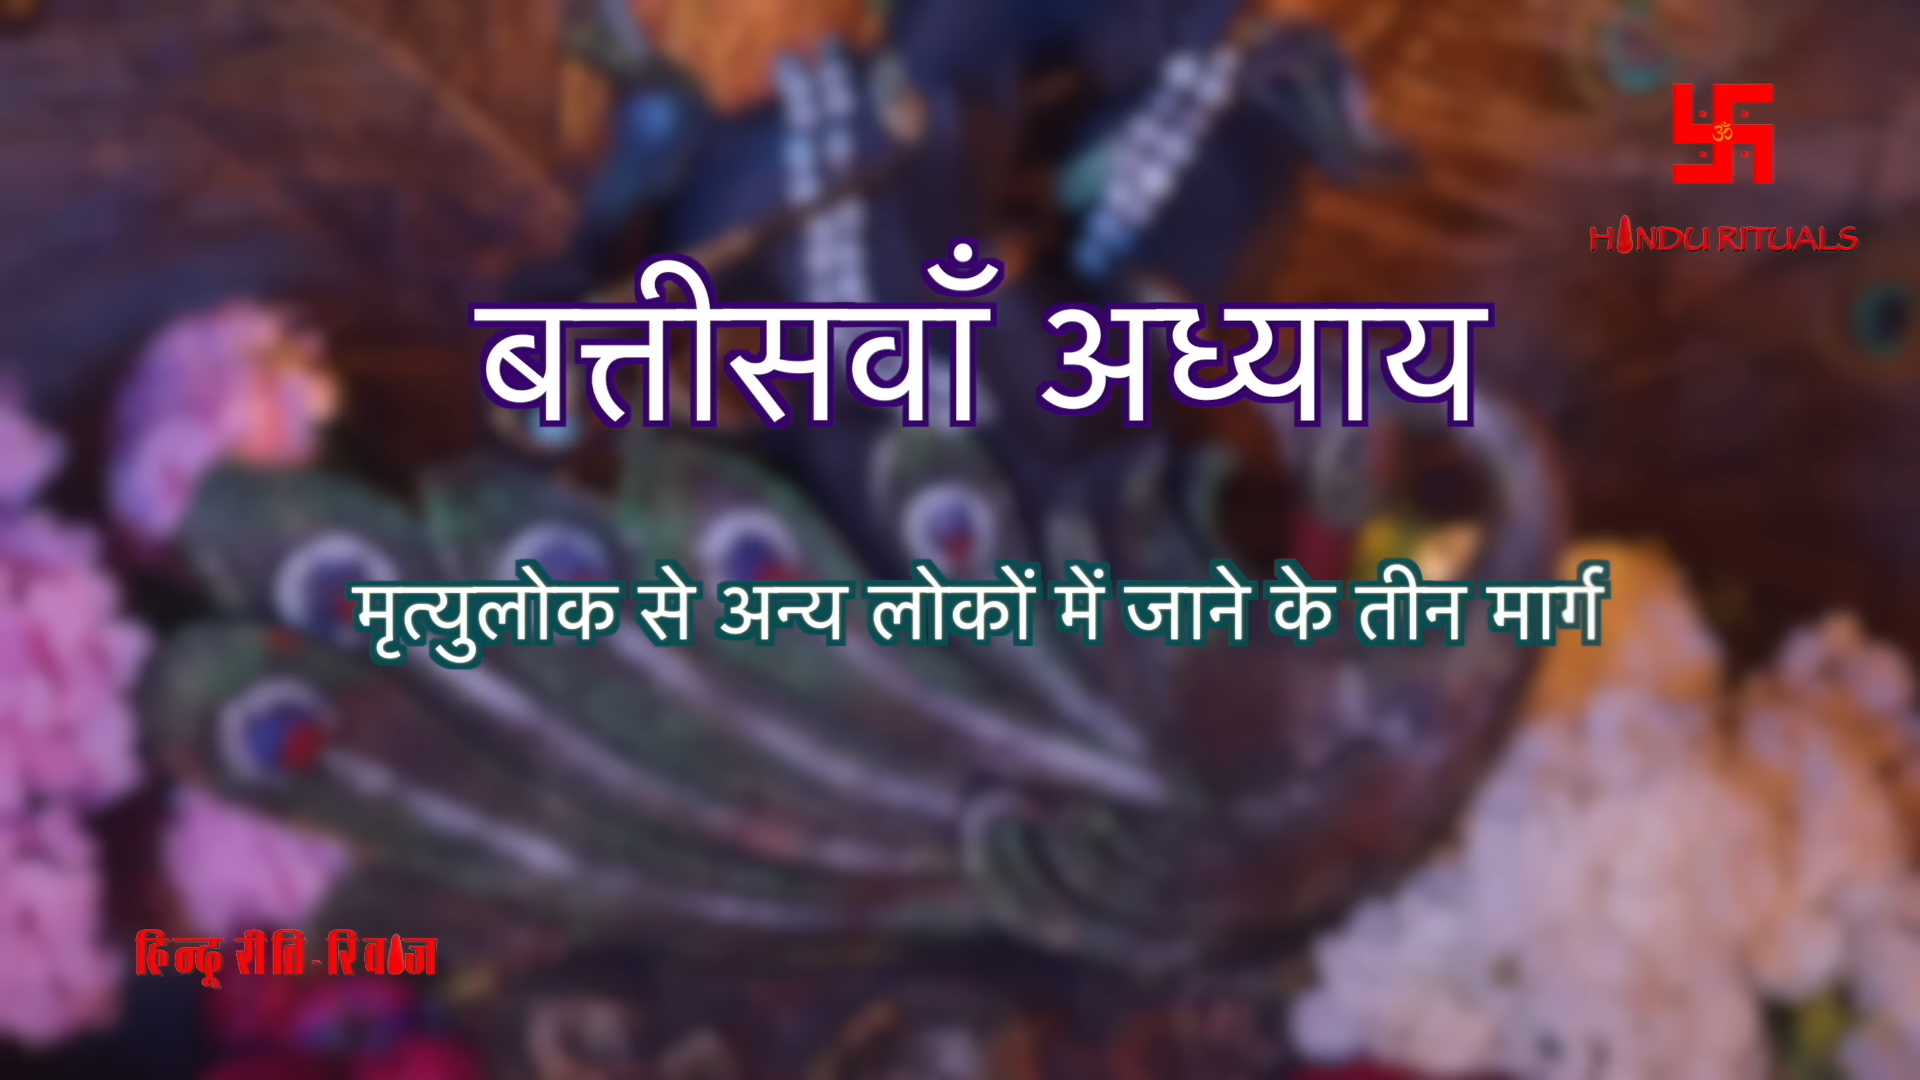 ॐ
HINDU RITUALS
बत्तीसवाँ अध्याय
मृत्युलोक से अन्य लोकों में जाने के तीन मार्ग
हिन्दू रीति-रिवाज